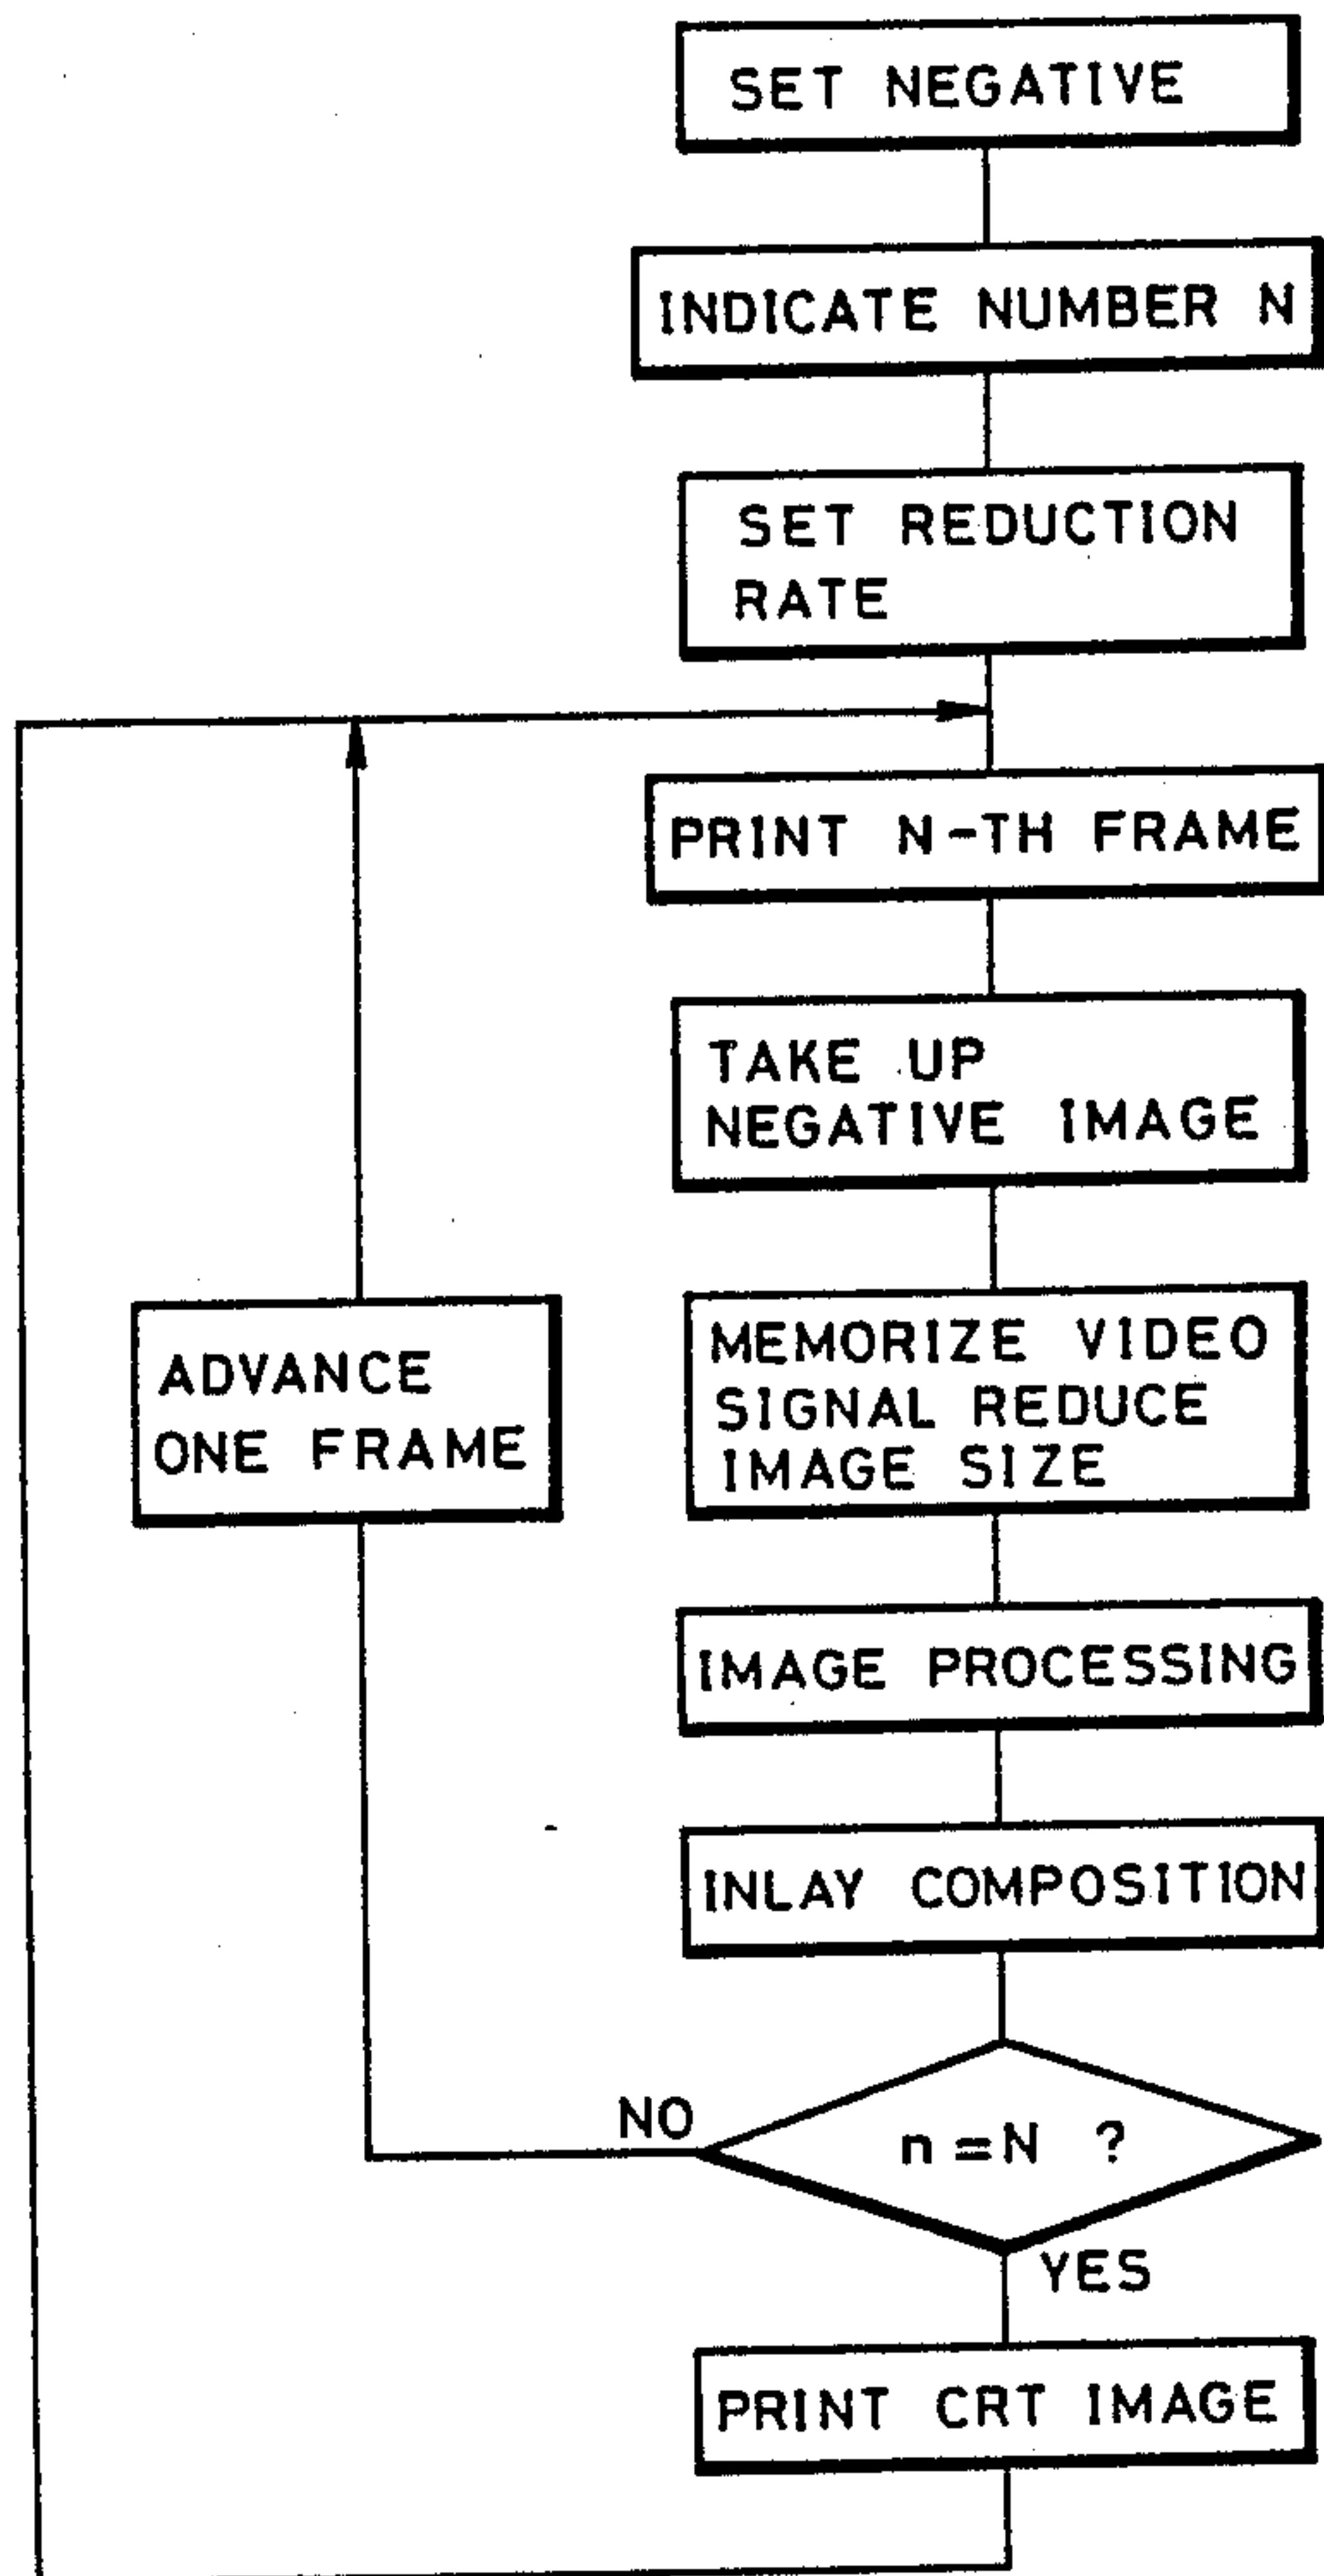 SET NEGATIVE
INDICATE NUMBER N
SET REDUCTION
RATE
PRINT N-TH FRAME
TAKE UP
NEGATIVE IMAGE
MEMORIZE VIDEO
SIGNAL REDUCE
IMAGE SIZE
ADVANCE
ONE FRAME
IMAGE PROCESSING
INLAY COMPOSITION
NO
n=N ?
YES
PRINT CRT IMAGE